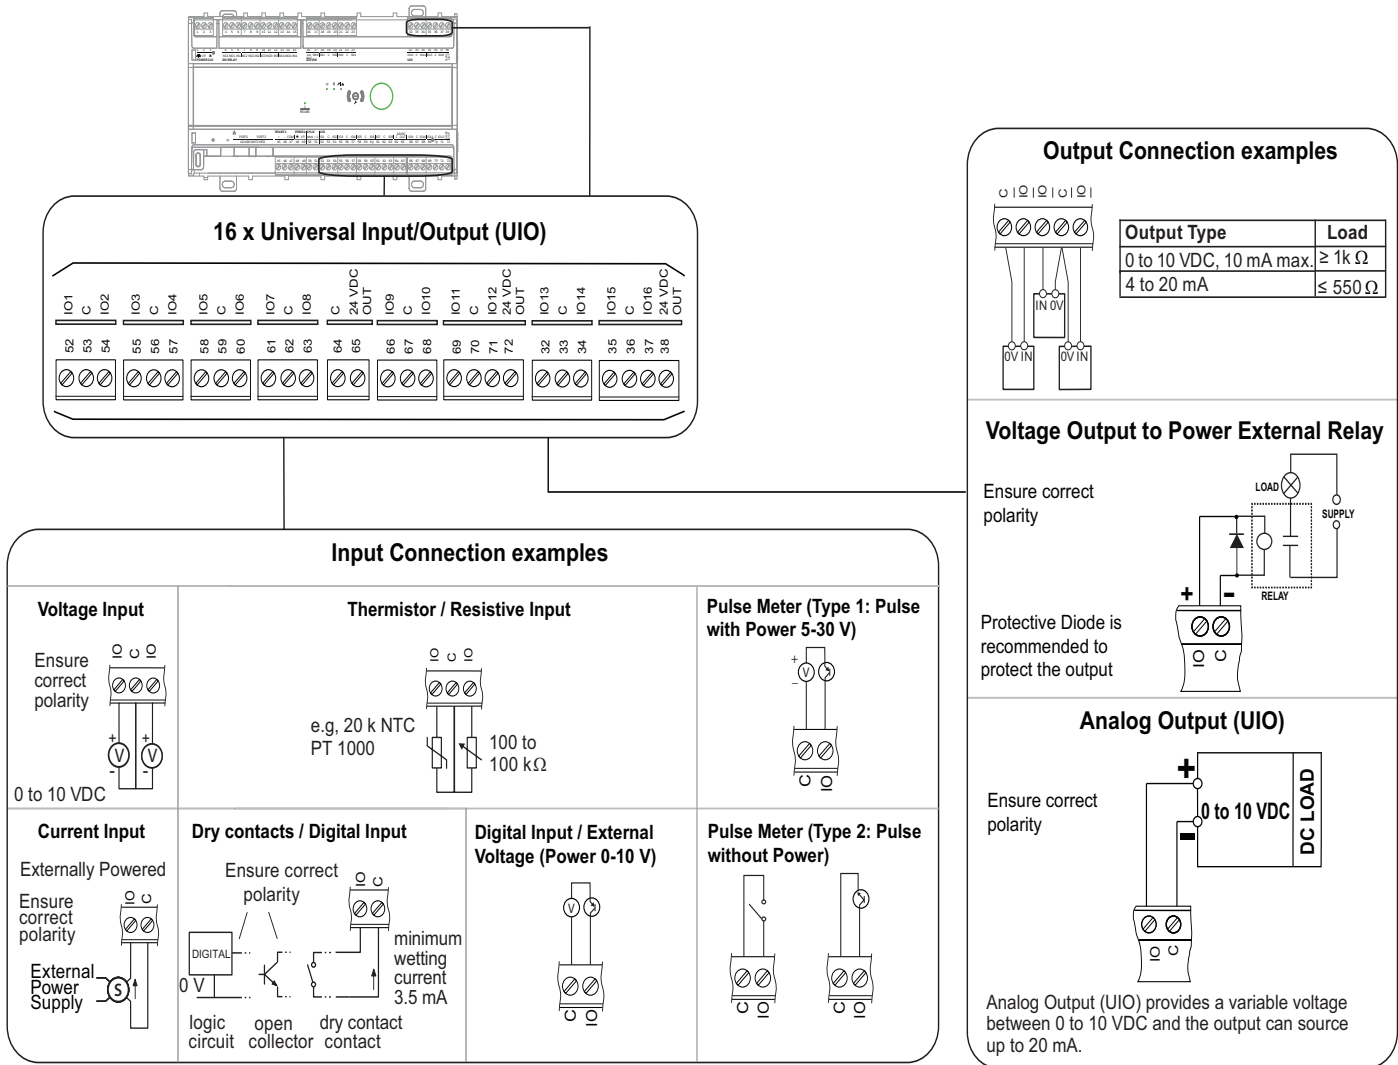 16 x Universal Input/Output (UIO)
IO1 C IO2 IO3 C IO4 IO5 C IO6 IO7 C IO8 C 24 VDC OUT IO9 C IO10 IO11 C IO12 24 VDC OUT IO13 C IO14 IO15 C IO16 24 VDC OUT
52 53 54 55 56 57 58 59 60 61 62 63 64 65 66 67 68 69 70 71 72 32 33 34 35 36 37 38
Input Connection examples
Voltage Input
Ensure
correct
polarity
IO C IO
+ +
V V
- -
0 to 10 VDC
Thermistor / Resistive Input
IO C IO
e.g, 20 k NTC
PT 1000
100 to
100 kΩ
Pulse Meter (Type 1: Pulse
with Power 5-30 V)
+
V
−
C IO
Current Input
Externally Powered
Ensure
correct
polarity
IO C
External
Power
Supply
S
Dry contacts / Digital Input
Ensure correct
polarity
IO C
DIGITAL
0 V
minimum
wetting
current
3.5 mA
logic
circuit
open
collector
dry contact
contact
Digital Input / External
Voltage (Power 0-10 V)
V
C IO
Pulse Meter (Type 2: Pulse
without Power)
C IO
C IO
Output Connection examples
C IO IO C IO
IN 0V
0V IN
0V IN
Output Type Load
0 to 10 VDC, 10 mA max. ≥ 1k Ω
4 to 20 mA ≤ 550 Ω
Voltage Output to Power External Relay
Ensure correct
polarity
LOAD
SUPPLY
RELAY
+ -
IO C
Protective Diode is
recommended to
protect the output
Analog Output (UIO)
Ensure correct
polarity
+
0 to 10 VDC
-
DC LOAD
IO C
Analog Output (UIO) provides a variable voltage
between 0 to 10 VDC and the output can source
up to 20 mA.